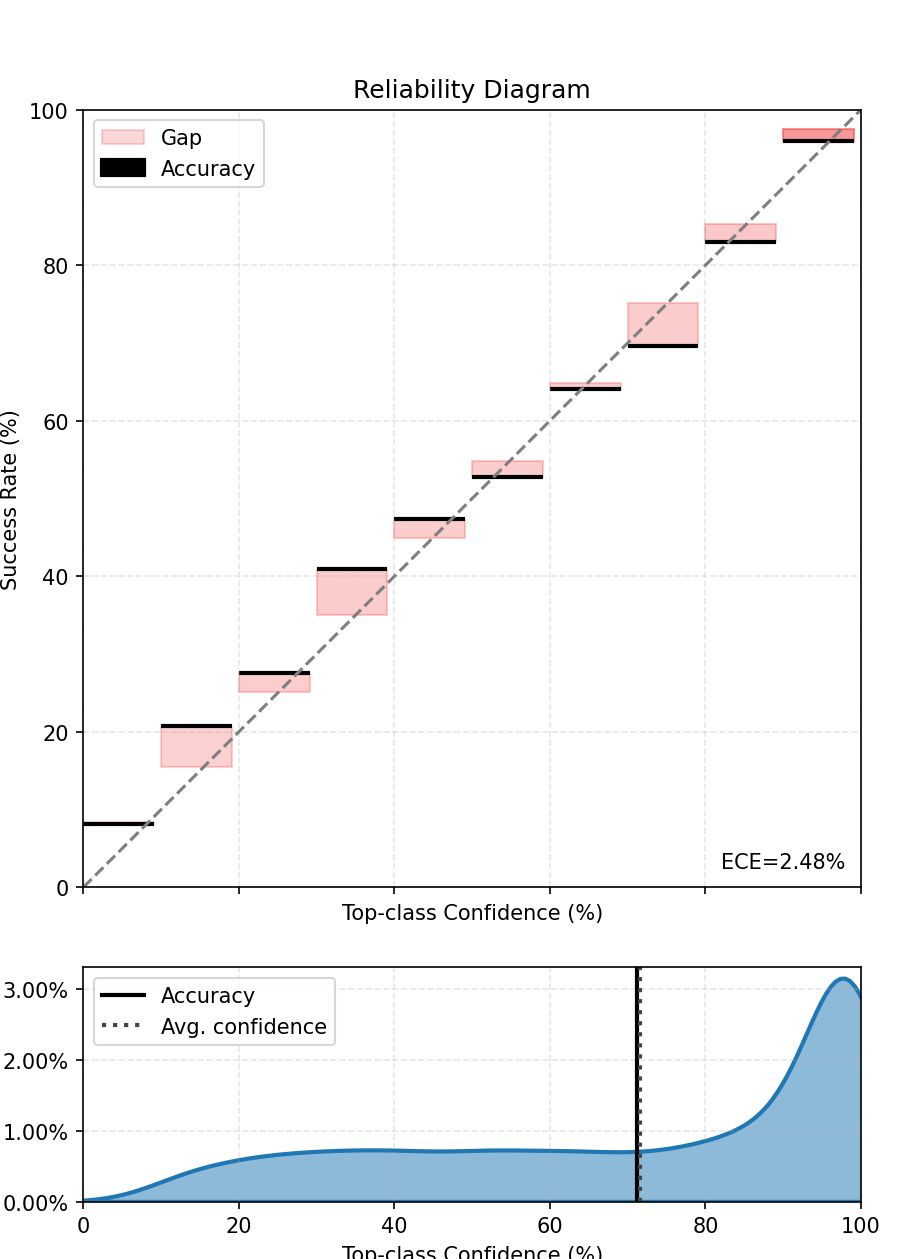 Reliability Diagram
100
80
60
40
20
0
Success Rate (%)
Gap
Accuracy
ECE=2.48%
Top-class Confidence (%)
3.00%
2.00%
1.00%
0.00%
Accuracy
Avg. confidence
0 20 40 60 80 100
Top-class Confidence (%)